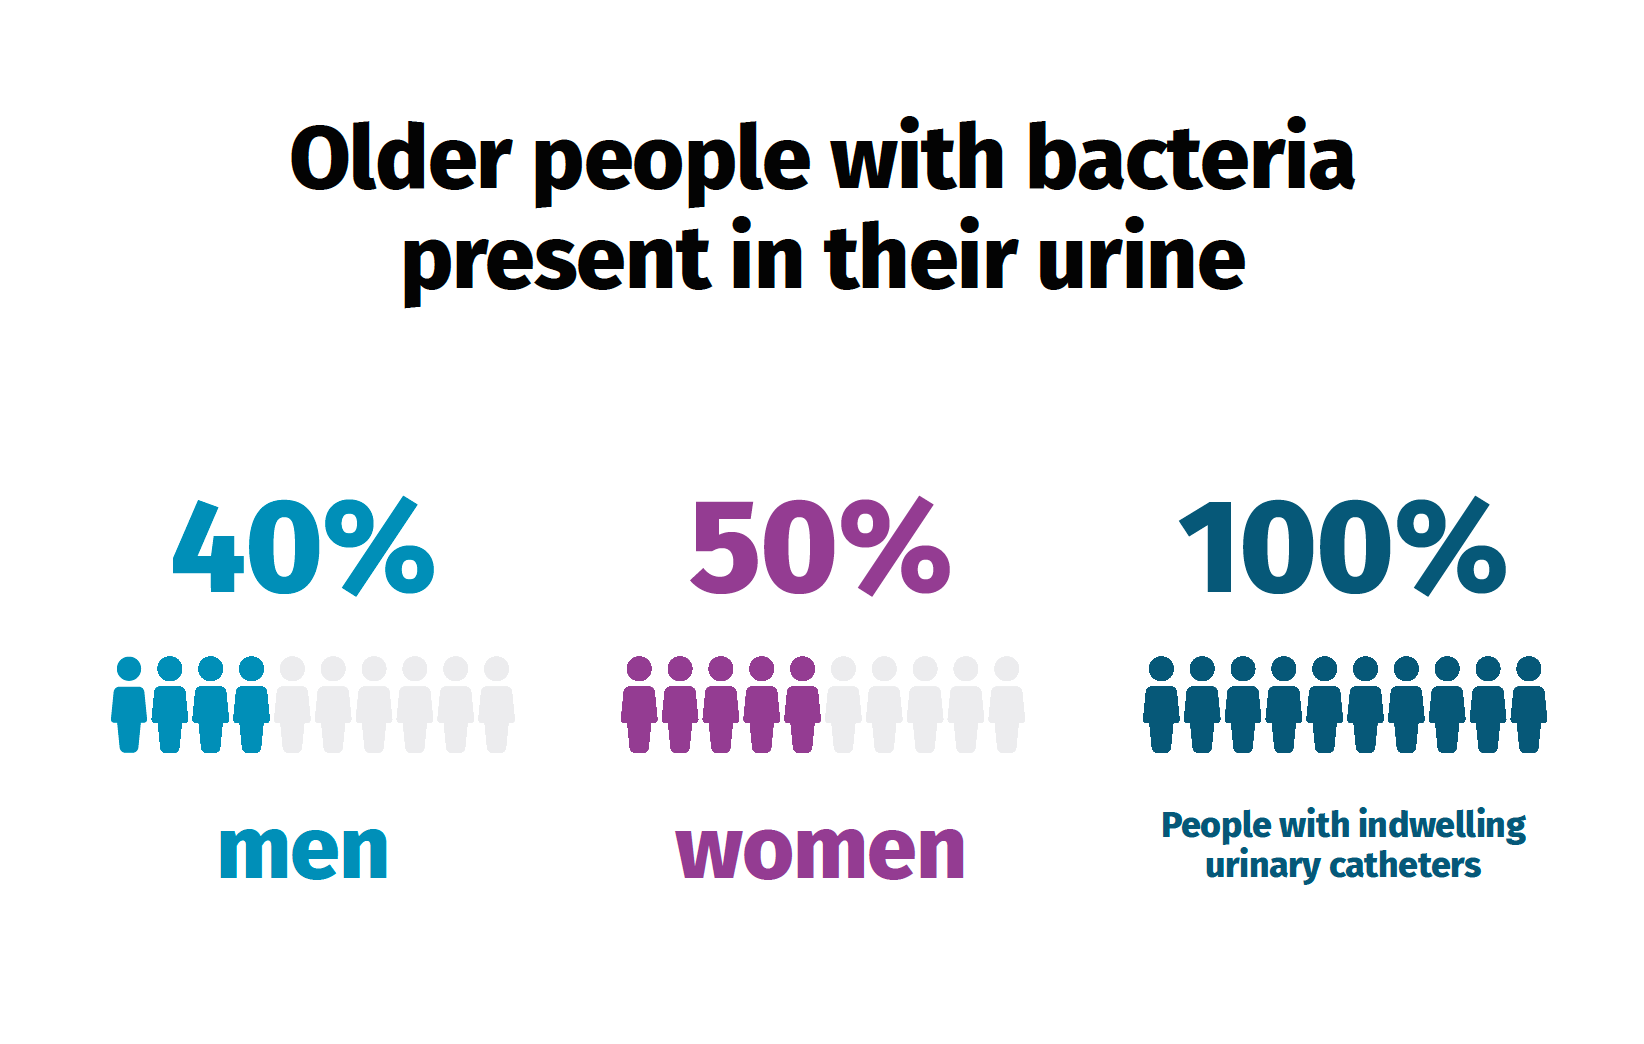 Older people with bacteria
present in their urine
40%
50%
100%
men
women
People with indwelling
urinary catheters